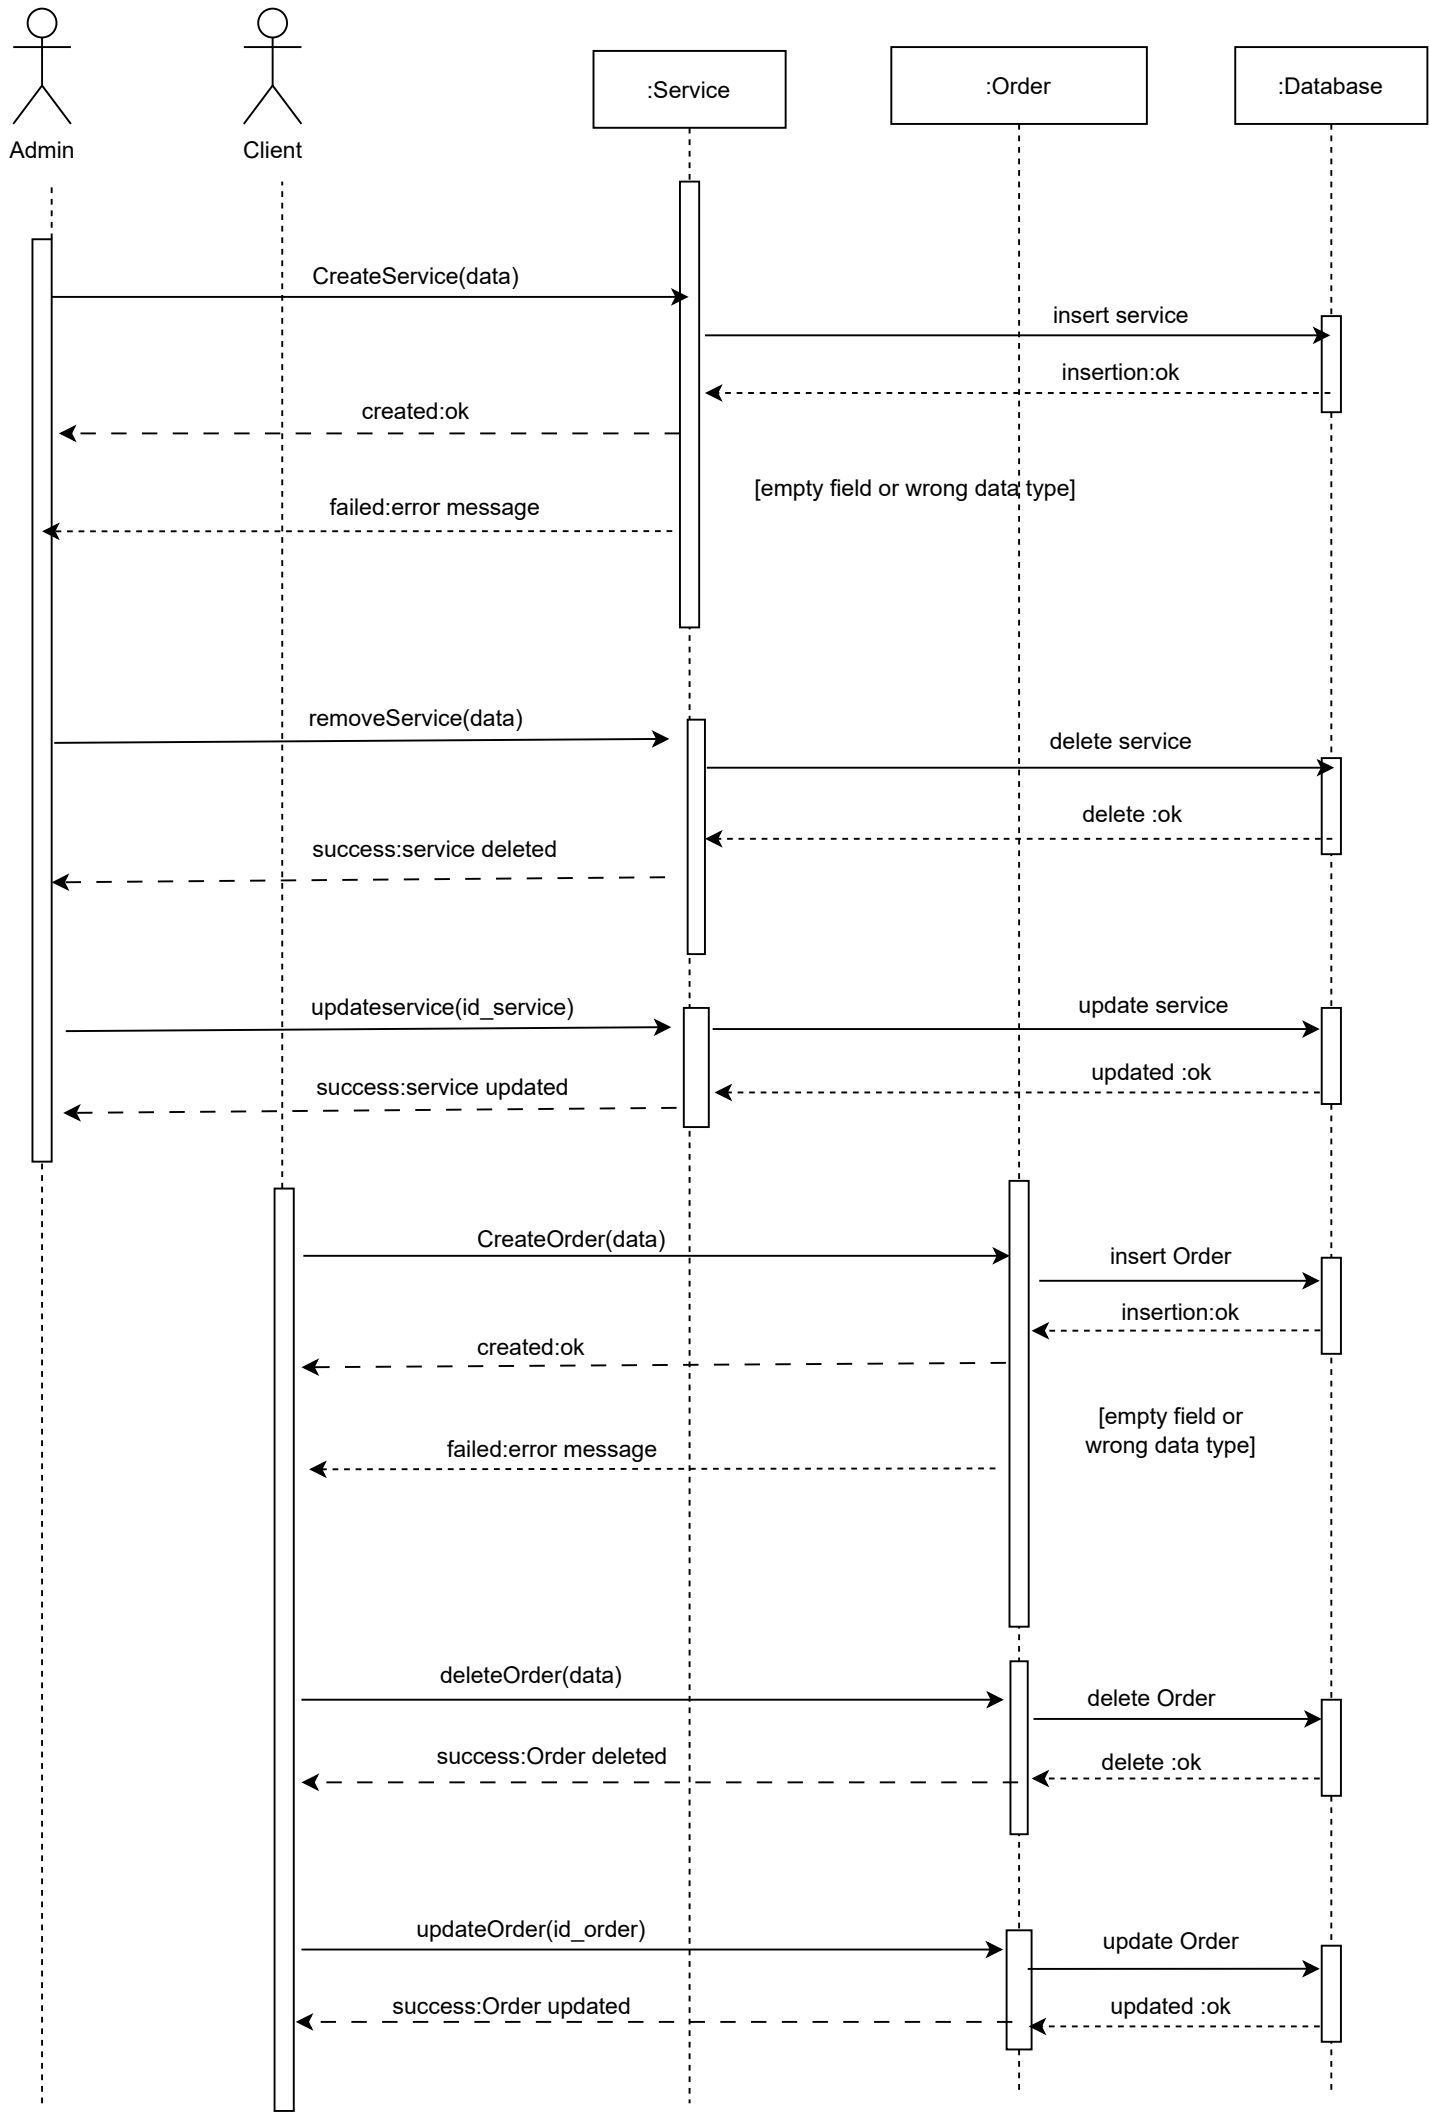 Admin
Client
:Service
:Order
:Database
CreateService(data)
insert service
insertion:ok
created:ok
[empty field or wrong data type]
failed:error message
removeService(data)
delete service
delete :ok
success:service deleted
updateservice(id_service)
update service
updated :ok
success:service updated
CreateOrder(data)
insert Order
insertion:ok
created:ok
[empty field or
wrong data type]
failed:error message
deleteOrder(data)
delete Order
success:Order deleted
delete :ok
updateOrder(id_order)
update Order
success:Order updated
updated :ok